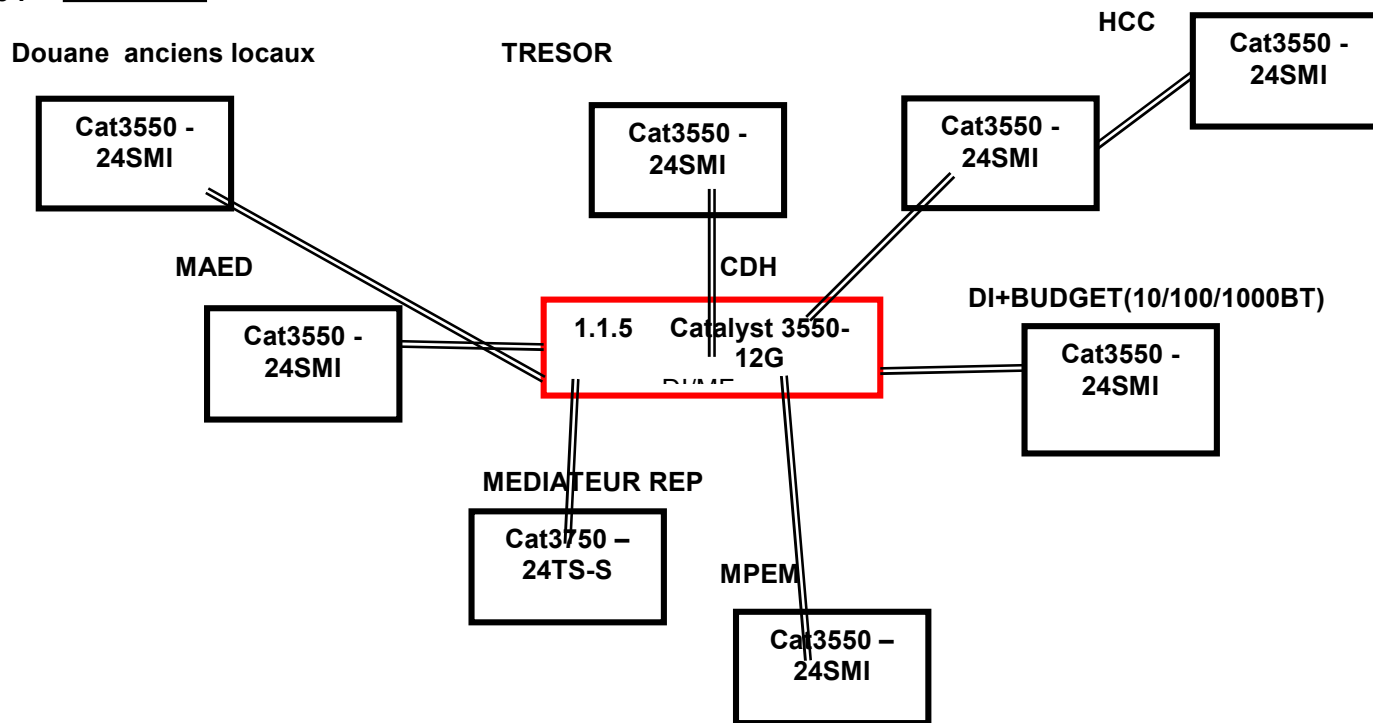 HCC
Cat3550 -
24SMI
Douane anciens locaux
TRESOR
Cat3550 -
24SMI
Cat3550 -
24SMI
Cat3550 -
24SMI
MAED
CDH
DI+BUDGET(10/100/1000BT)
1.1.5 Catalyst 3550-
12G
Cat3550 -
24SMI
Cat3550 -
24SMI
MEDIATEUR REP
Cat3750 –
24TS-S
MPEM
Cat3550 –
24SMI